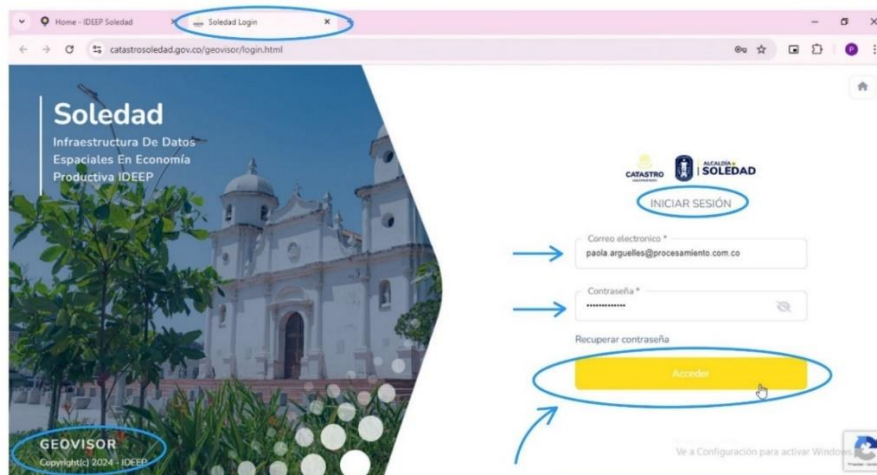 Home - IDEEP Soledad
Soledad Login
catastrosoledad.gov.co/geovisor/login.html
P
Soledad
Infraestructura De Datos
Espaciales En Economía
Productiva IDEEP
CATASTRO
ALCALDÍA
SOLEDAD
INICIAR SESIÓN
Correo electronico *
paola.arguelles@procesamiento.com.co
Contraseña *
Recuperar contraseña
Acceder
GEOVISOR
Copyright(c) 2024 - IDEEP
Ve a Configuración para activar Windows.